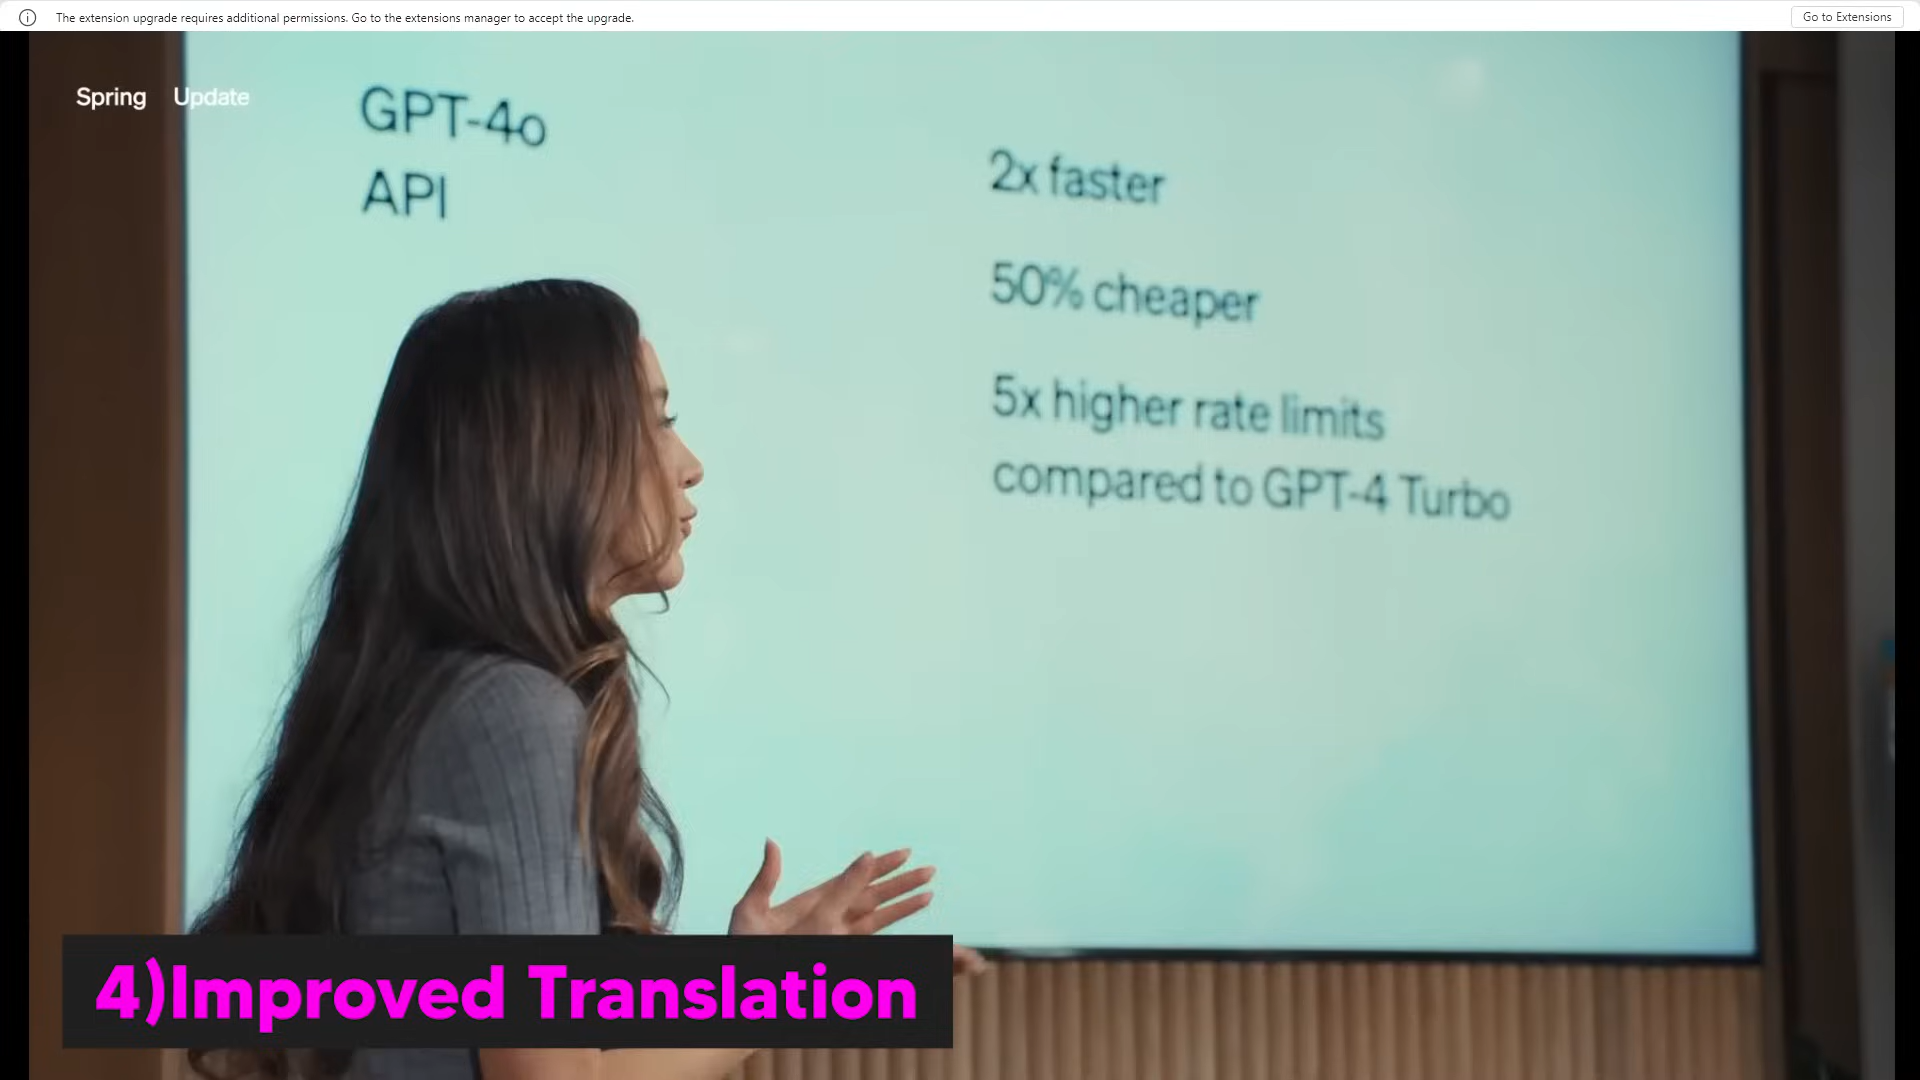 The extension upgrade requires additional permissions. Go to the extensions manager to accept the upgrade.
Go to Extensions
Spring Update
GPT-4o
API
2x faster
50% cheaper
5x higher rate limits
compared to GPT-4 Turbo
4)Improved Translation